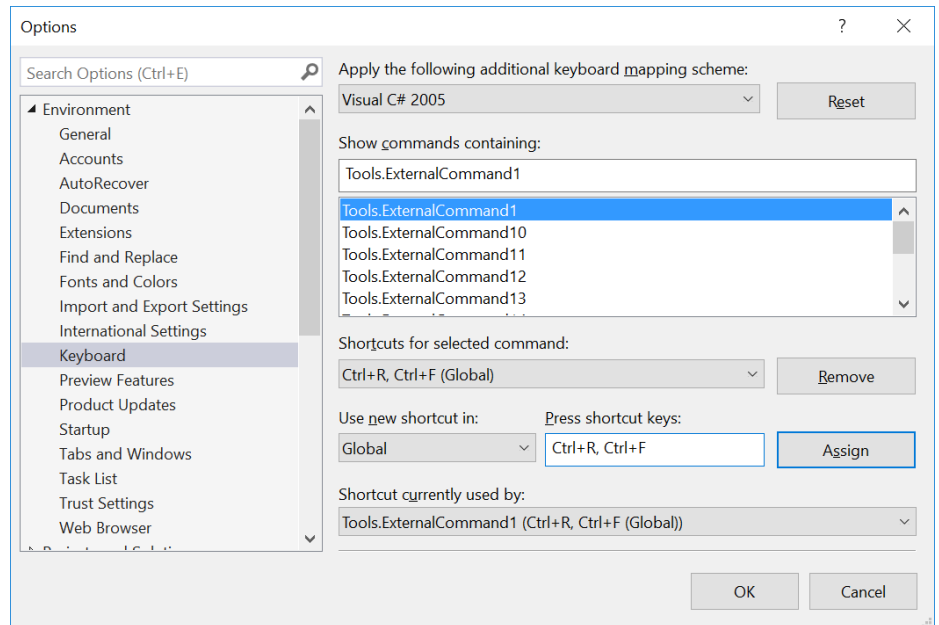 Options
?
Search Options (Ctrl+E)
Environment
General
Accounts
AutoRecover
Documents
Extensions
Find and Replace
Fonts and Colors
Import and Export Settings
International Settings
Keyboard
Preview Features
Product Updates
Startup
Tabs and Windows
Task List
Trust Settings
Web Browser
Apply the following additional keyboard mapping scheme:
Visual C# 2005
Reset
Show commands containing:
Tools.ExternalCommand1
Tools.ExternalCommand1
Tools.ExternalCommand10
Tools.ExternalCommand11
Tools.ExternalCommand12
Tools.ExternalCommand13
Shortcuts for selected command:
Ctrl+R, Ctrl+F (Global)
Remove
Use new shortcut in:
Press shortcut keys:
Global
Ctrl+R, Ctrl+F
Assign
Shortcut currently used by:
Tools.ExternalCommand1 (Ctrl+R, Ctrl+F (Global))
OK
Cancel